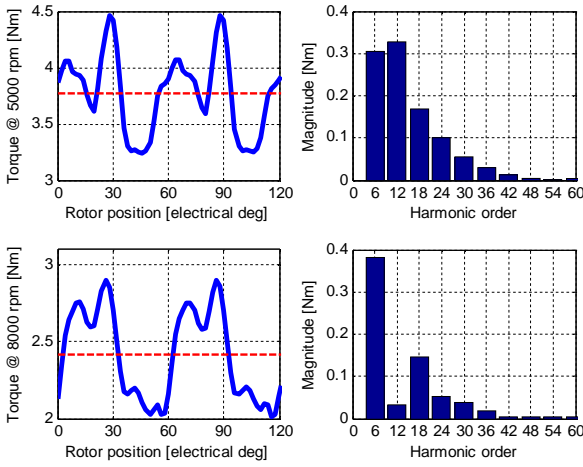 Torque @ 5000 rpm [Nm]
4.5
4
3.5
3
0 30 60 90 120
Rotor position [electrical deg]
Magnitude [Nm]
0.4
0.3
0.2
0.1
0
0 6 12 18 24 30 36 42 48 54 60
Harmonic order
Torque @ 8000 rpm [Nm]
3
2.5
2
0 30 60 90 120
Rotor position [electrical deg]
Magnitude [Nm]
0.4
0.3
0.2
0.1
0
0 6 12 18 24 30 36 42 48 54 60
Harmonic order